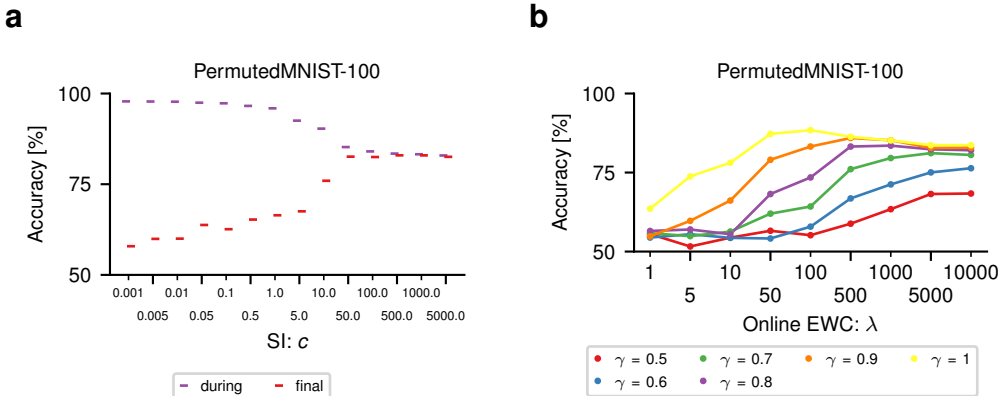 a
PermutedMNIST-100
100
75
50
Accuracy [%]
0.001 0.01 0.1 1.0 10.0 100.0 1000.0
0.005 0.05 0.5 5.0 50.0 500.0 5000.0
SI: c
during final
b
PermutedMNIST-100
100
75
50
Accuracy [%]
1 10 100 1000 10000
5 50 500 5000
Online EWC: λ
γ = 0.5 γ = 0.7 γ = 0.9 γ = 1
γ = 0.6 γ = 0.8